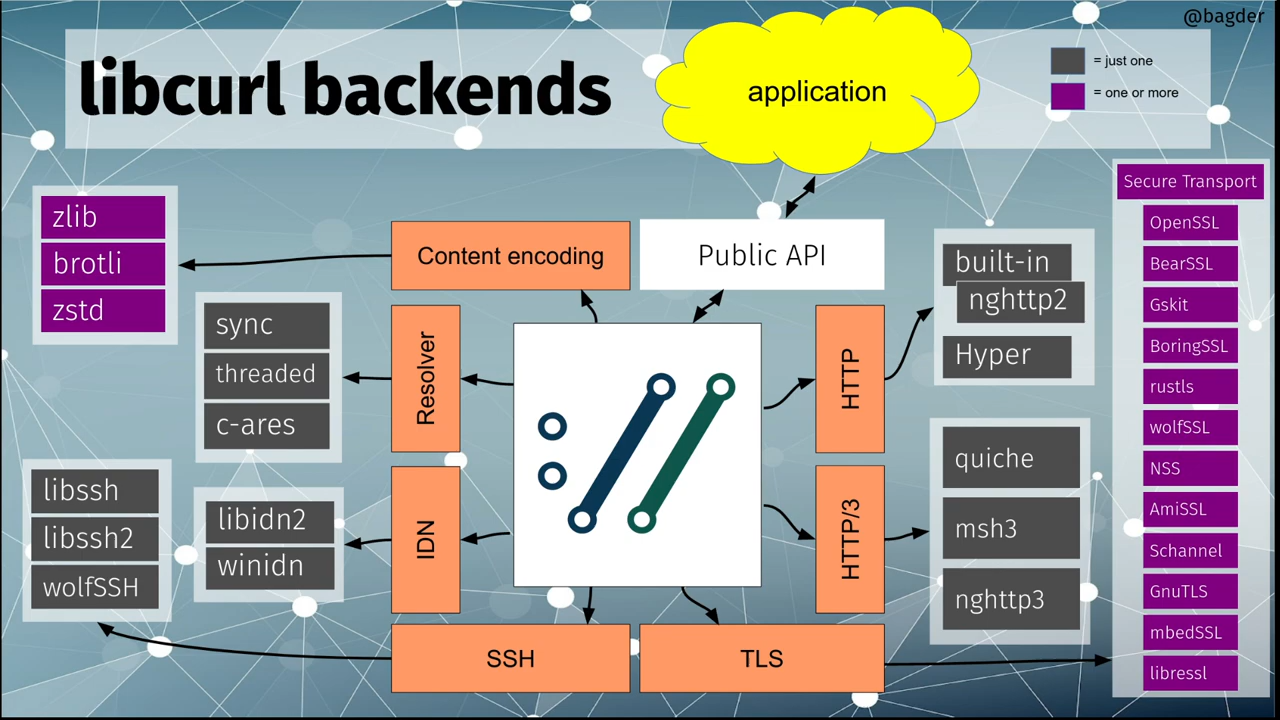 @bagder
libcurl backends
application
= just one
= one or more
zlib
brotli
zstd
Content encoding
Public API
sync
threaded
c-ares
Resolver
HTTP
built-in
nghttp2
Hyper
libssh
libssh2
wolfSSH
libidn2
winidn
IDN
HTTP/3
quiche
msh3
nghttp3
SSH
TLS
Secure Transport
OpenSSL
BearSSL
Gskit
BoringSSL
rustls
wolfSSL
NSS
AmiSSL
Schannel
GnuTLS
mbedSSL
libressl